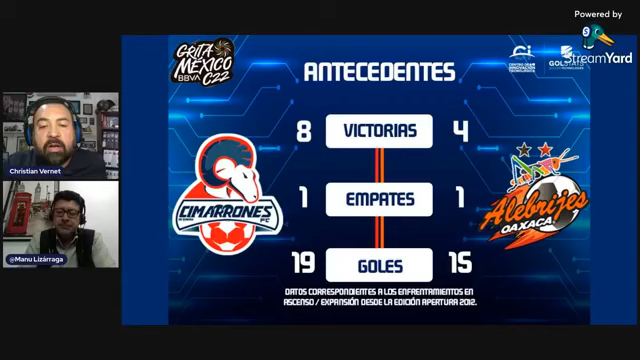 Powered by
StreamYard
GRITA
MÉXICO
BBVA C22
ANTECEDENTES
8 VICTORIAS 4
1 EMPATES 1
19 GOLES 15
CIMARRONES
FC
Alebrijes
OAXACA
DATOS CORRESPONDIENTES A LOS ENFRENTAMIENTOS EN
ASCENSO / EXPANSIÓN DESDE LA EDICIÓN APERTURA 2012.
Christian Vernet
@Manu Lizárraga